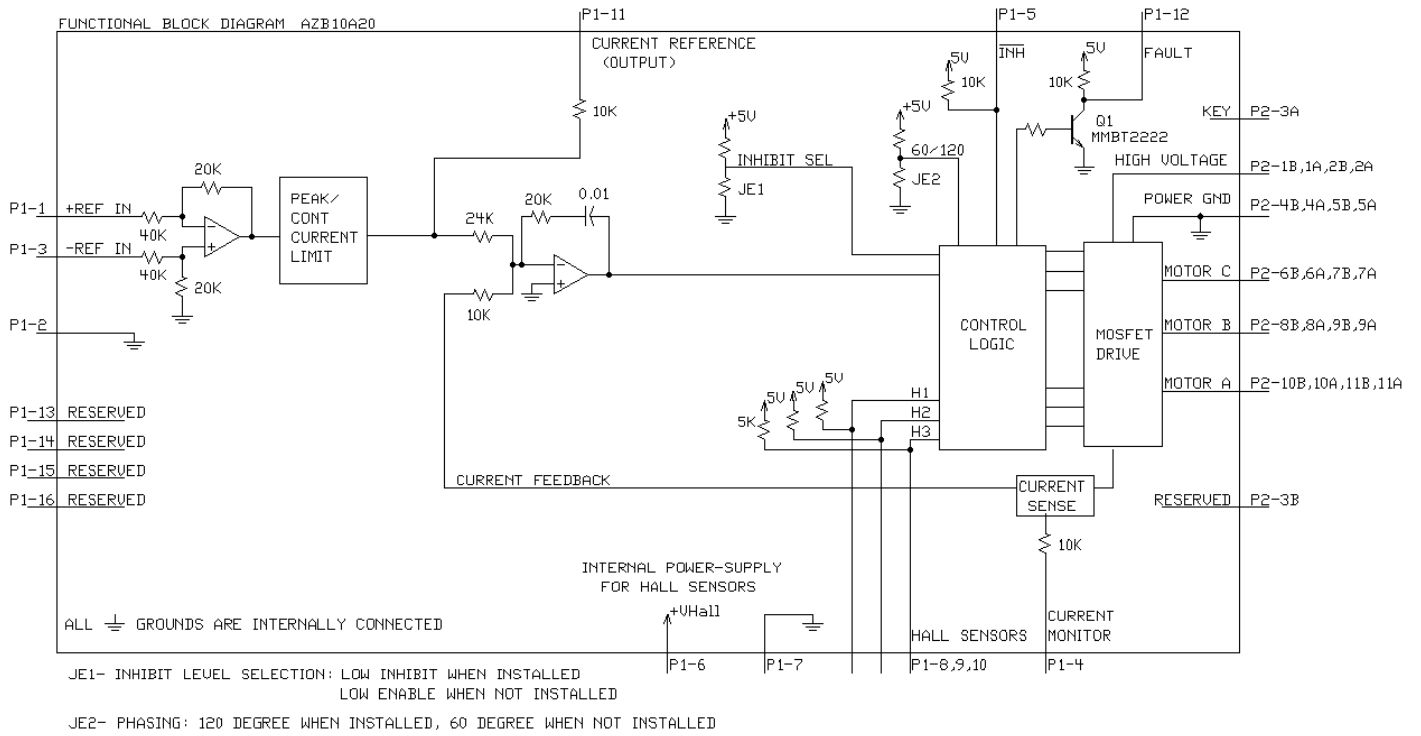 FUNCTIONAL BLOCK DIAGRAM AZB10A20
P1-11
P1-5
P1-12
CURRENT REFERENCE
(OUTPUT)
INH
FAULT
5V
10K
5V
10K
10K
KEY P2-3A
+5V
+5V
Q1
MMBT2222
INHIBIT SEL
60/120
HIGH VOLTAGE P2-1B,1A,2B,2A
JE1
JE2
20K
PEAK/
CONT
CURRENT
LIMIT
20K
0.01
POWER GND P2-4B,4A,5B,5A
P1-1 +REF IN
40K
24K
P1-3 -REF IN
40K
20K
10K
MOTOR C P2-6B,6A,7B,7A
P1-2
CONTROL
LOGIC
MOSFET
DRIVE
MOTOR B P2-8B,8A,9B,9A
MOTOR A P2-10B,10A,11B,11A
5V
5V
5V
5K
H1
H2
H3
P1-13 RESERVED
P1-14 RESERVED
P1-15 RESERVED
P1-16 RESERVED
CURRENT FEEDBACK
CURRENT
SENSE
RESERVED P2-3B
10K
INTERNAL POWER-SUPPLY
FOR HALL SENSORS
+VHall
ALL GROUNDS ARE INTERNALLY CONNECTED
HALL SENSORS
CURRENT
MONITOR
P1-6
P1-7
P1-8,9,10
P1-4
JE1- INHIBIT LEVEL SELECTION: LOW INHIBIT WHEN INSTALLED
LOW ENABLE WHEN NOT INSTALLED
JE2- PHASING: 120 DEGREE WHEN INSTALLED, 60 DEGREE WHEN NOT INSTALLED